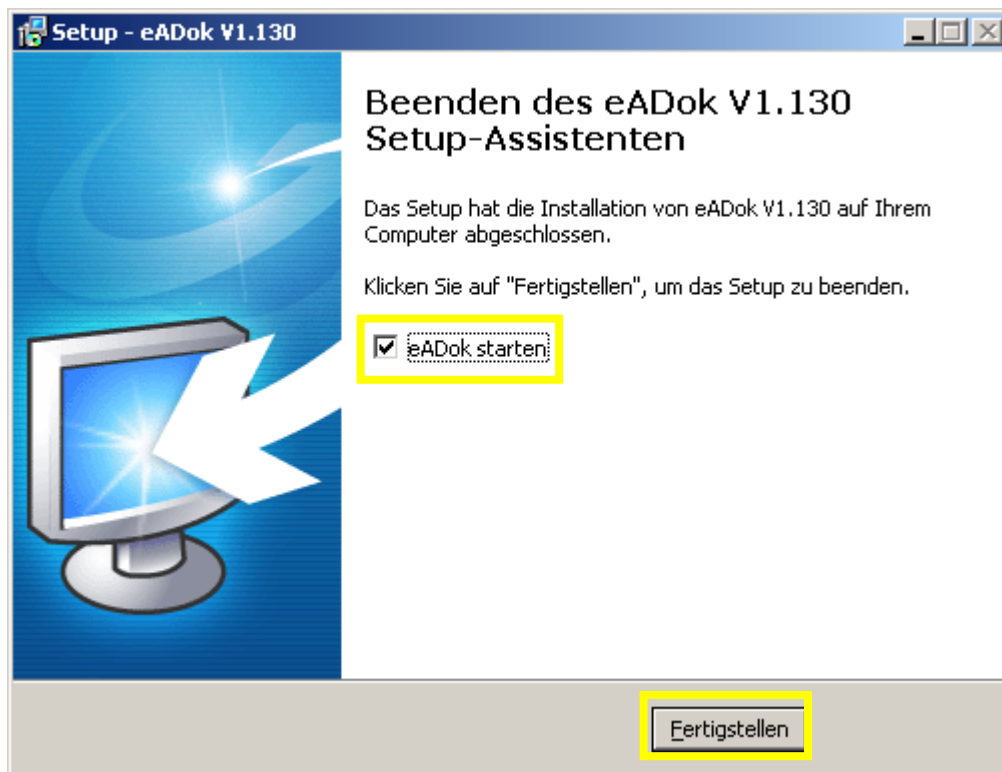 Setup - eADok V1.130
Beenden des eADok V1.130
Setup-Assistenten
Das Setup hat die Installation von eADok V1.130 auf Ihrem
Computer abgeschlossen.
Klicken Sie auf "Fertigstellen", um das Setup zu beenden.
eADok starten
Fertigstellen